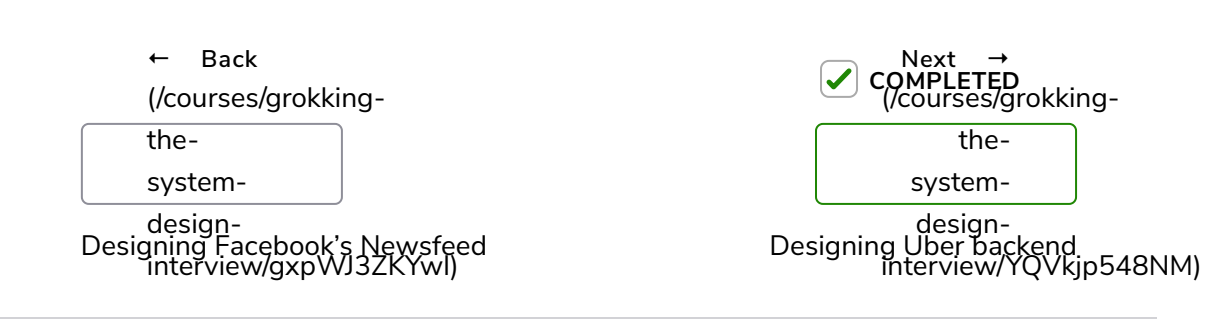 ← Back
(/courses/grokking-
the-
system-
design-
interview/gxpWJ3ZKYwl)
Designing Facebook’s Newsfeed
Next →
COMPLETED
(/courses/grokking-
the-
system-
design-
interview/YQVkjp548NM)
Designing Uber backend